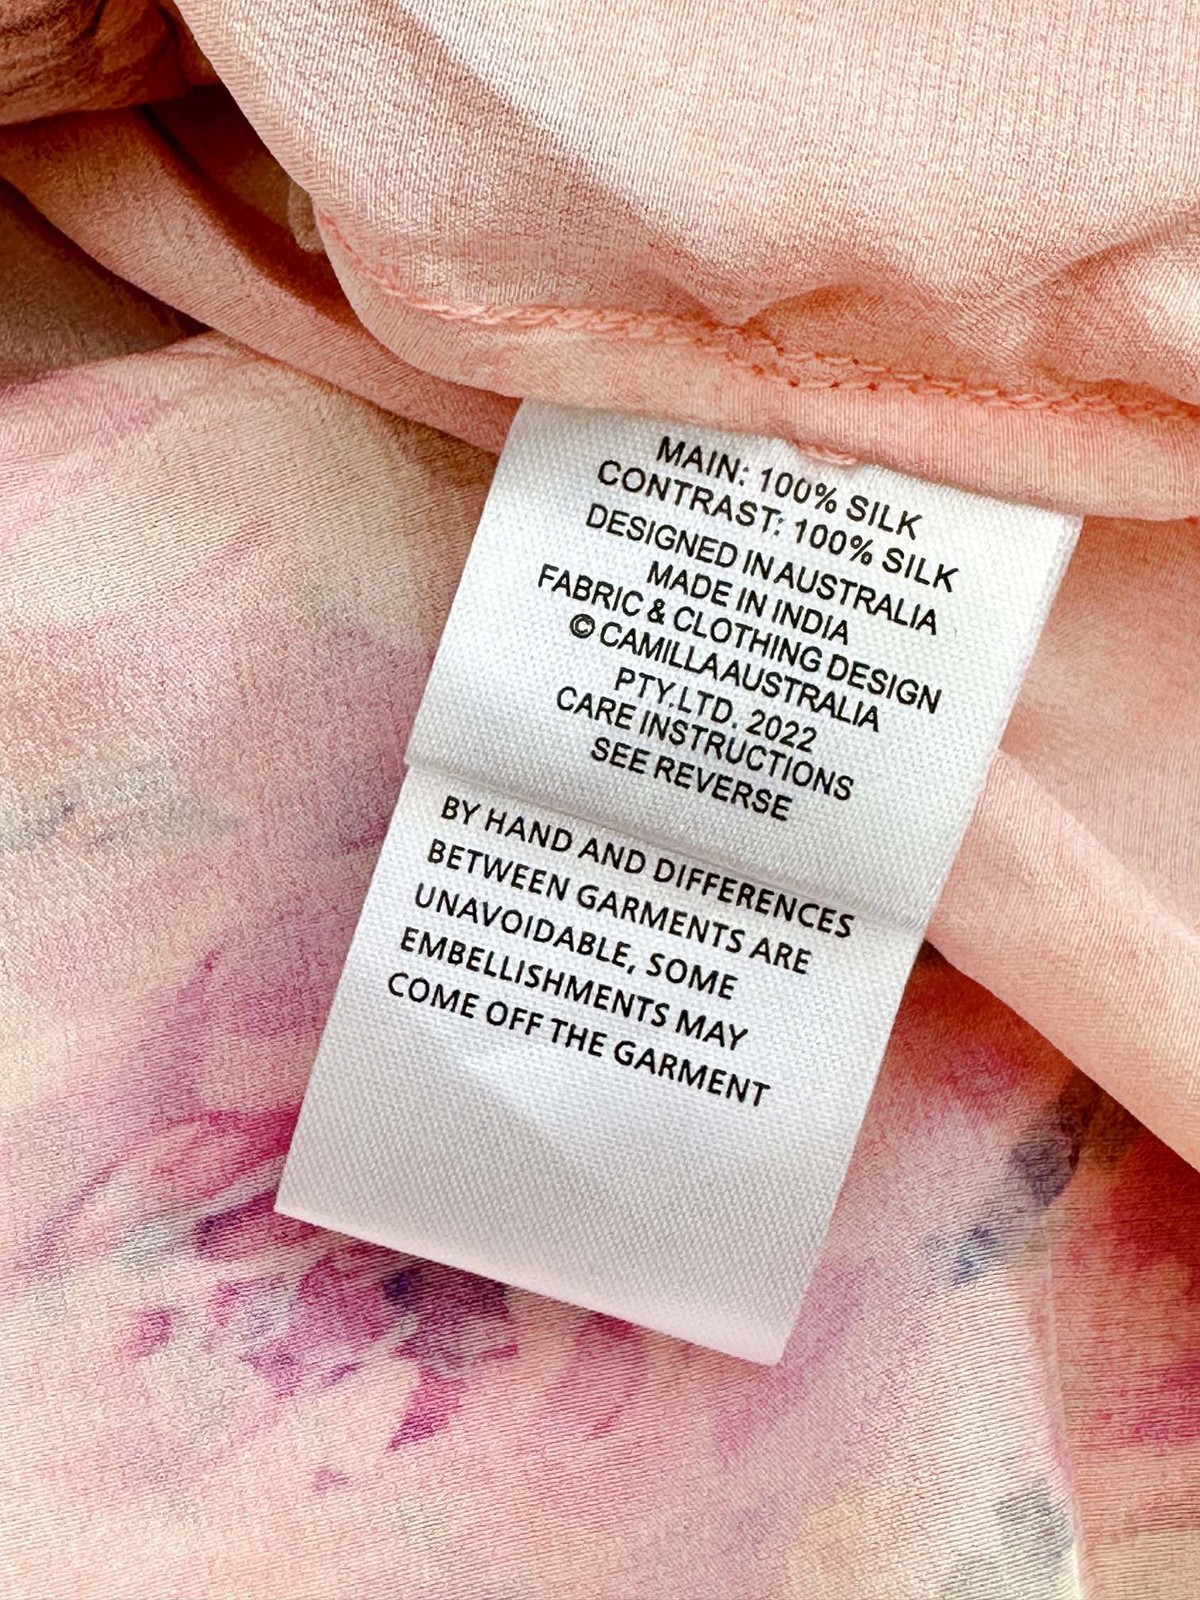 MAIN: 100% SILK
CONTRAST: 100% SILK
DESIGNED IN AUSTRALIA
MADE IN INDIA
FABRIC & CLOTHING DESIGN
© CAMILLA AUSTRALIA
PTY.LTD. 2022
CARE INSTRUCTIONS
SEE REVERSE
BY HAND AND DIFFERENCES
BETWEEN GARMENTS ARE
UNAVOIDABLE, SOME
EMBELLISHMENTS MAY
COME OFF THE GARMENT